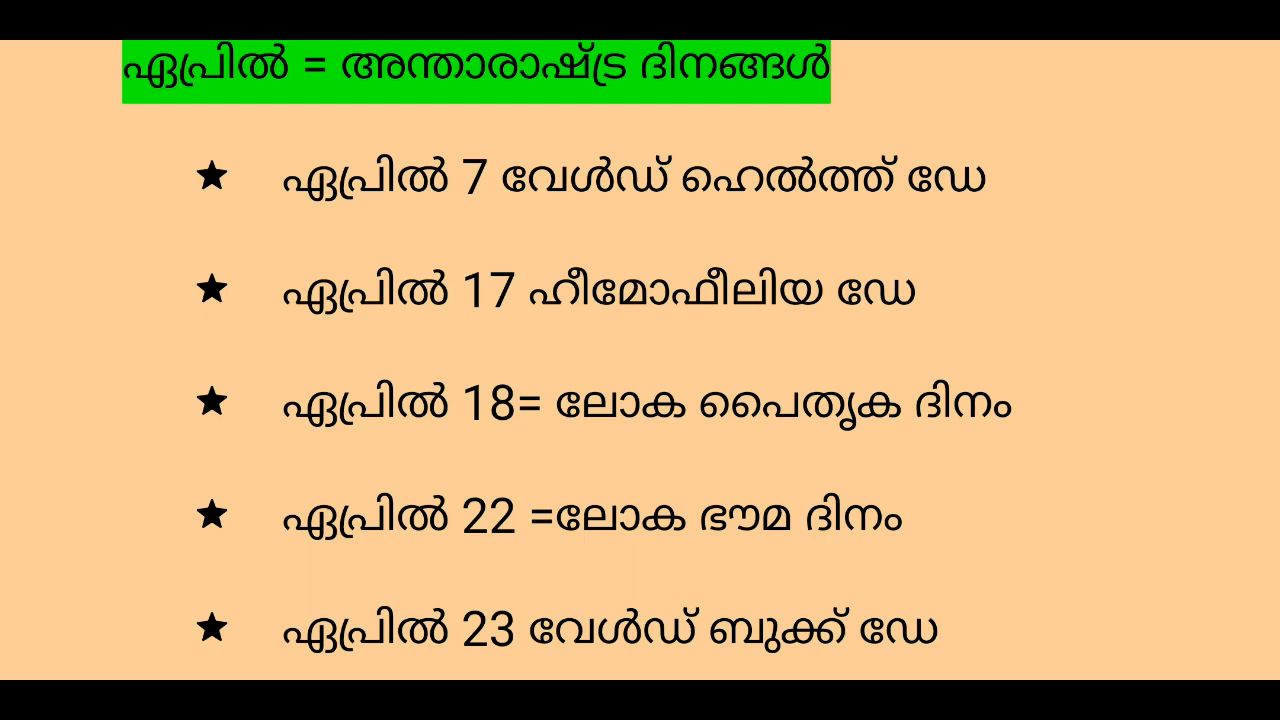 ഏപ്രിൽ = അന്താരാഷ്ട്ര ദിനങ്ങൾ
★ ഏപ്രിൽ 7 വേൾഡ് ഹെൽത്ത് ഡേ
★ ഏപ്രിൽ 17 ഹീമോഫീലിയ ഡേ
★ ഏപ്രിൽ 18= ലോക പൈതൃക ദിനം
★ ഏപ്രിൽ 22 =ലോക ഭൗമ ദിനം
★ ഏപ്രിൽ 23 വേൾഡ് ബുക്ക് ഡേ